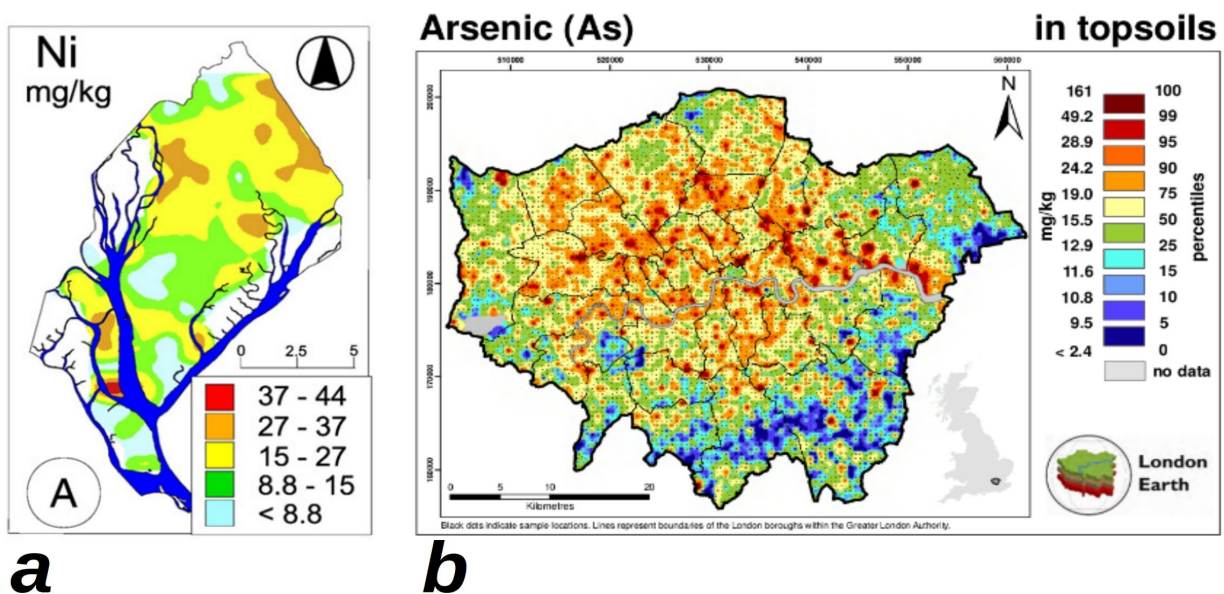 Ni
mg/kg
0 2.5 5
37 - 44
27 - 37
15 - 27
8.8 - 15
< 8.8
A
a
Arsenic (As) in topsoils
510000 520000 530000 540000 550000 560000
200000
190000
180000
170000
160000
N
161 100
49.2 99
28.9 95
24.2 90
19.0 75
15.5 50
12.9 25
11.6 15
10.8 10
9.5 5
< 2.4 0
mg/kg
percentiles
no data
London
Earth
0 5 10 20
Kilometres
Black dots indicate sample locations. Lines represent boundaries of the London boroughs within the Greater London Authority.
b